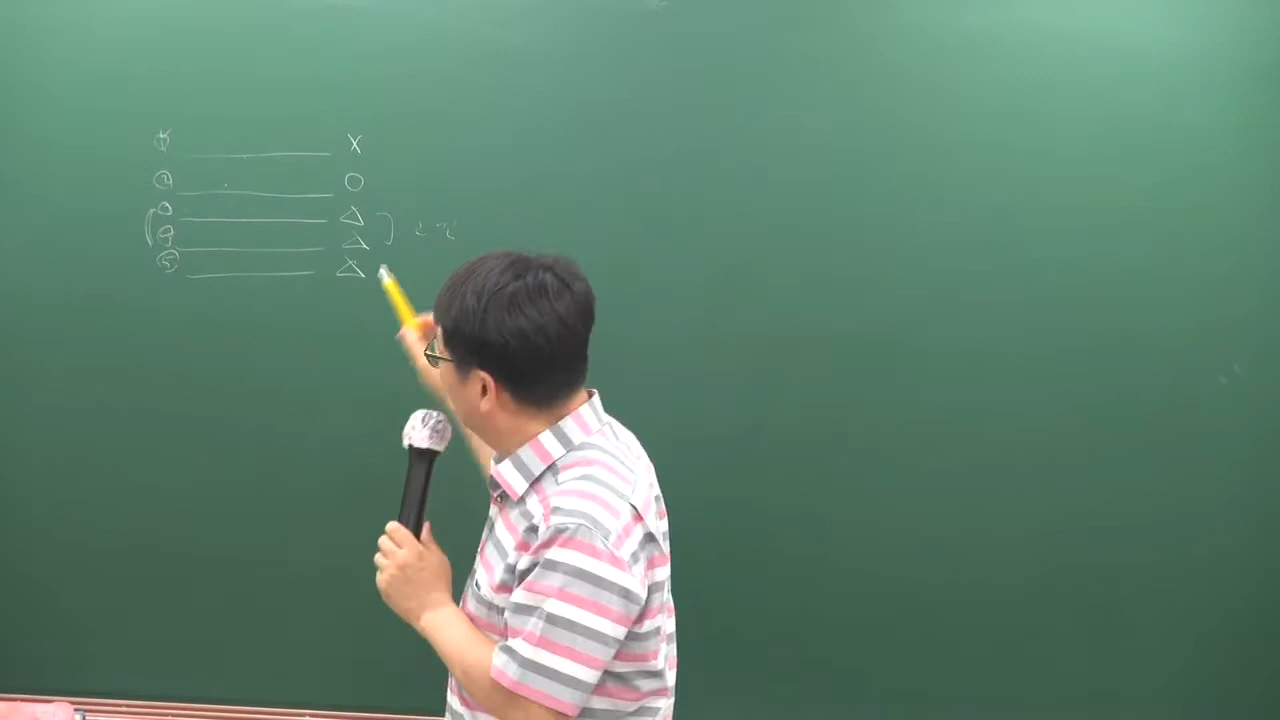 ① X
② O
③ △
④ △
⑤ △